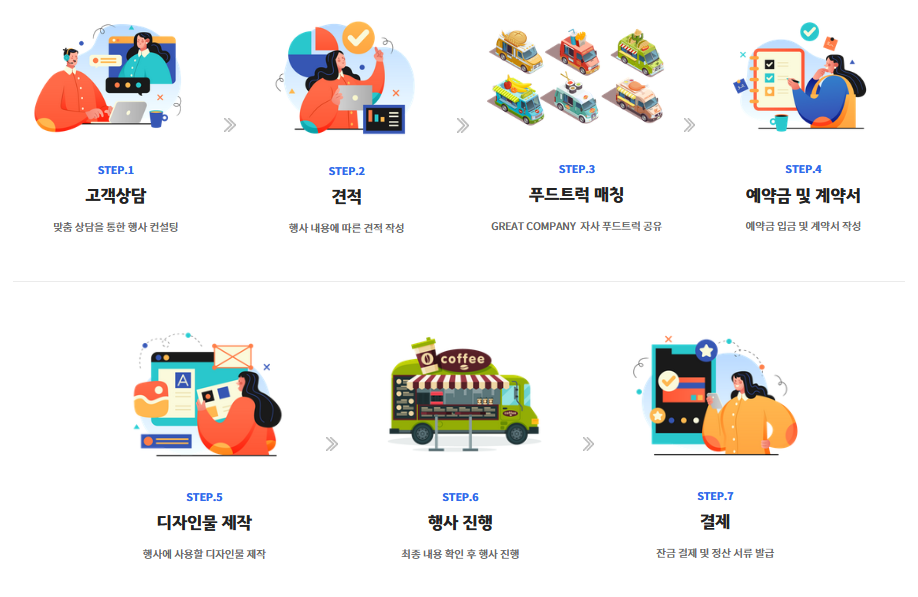 STEP.1
고객상담
맞춤 상담을 통한 행사 컨설팅
STEP.2
견적
행사 내용에 따른 견적 작성
STEP.3
푸드트럭 매칭
GREAT COMPANY 자사 푸드트럭 공유
STEP.4
예약금 및 계약서
예약금 입금 및 계약서 작성
A
STEP.5
디자인물 제작
행사에 사용할 디자인물 제작
coffee
STEP.6
행사 진행
최종 내용 확인 후 행사 진행
STEP.7
결제
잔금 결제 및 정산 서류 발급